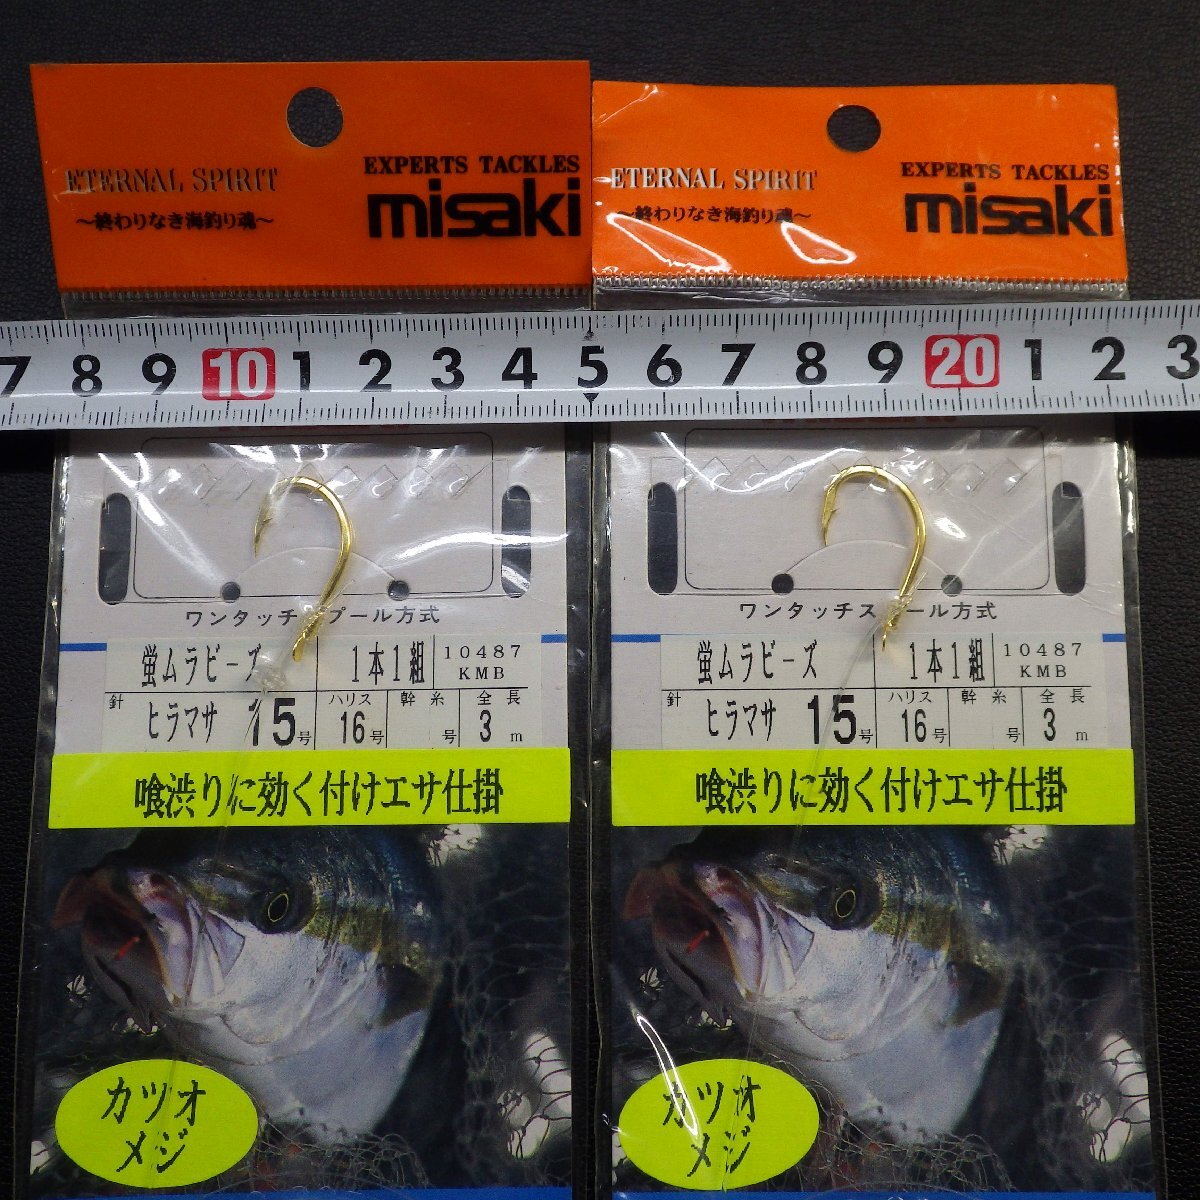 ETERNAL SPIRIT
～終わりなき海釣り魂～
EXPERTS TACKLES
misaki
ETERNAL SPIRIT
～終わりなき海釣り魂～
EXPERTS TACKLES
misaki
7 8 9 10 1 2 3 4 5 6 7 8 9 20 1 2 3
ワンタッチ プール方式
蛍ムラビーズ 1本1組 10487 KMB
針 ヒラマサ 15号 ハリス 16号 幹糸 号 全長 3m
喰渋りに効く付けエサ仕掛
カツオ
メジ
ワンタッチス ール方式
蛍ムラビーズ 1本1組 10487 KMB
針 ヒラマサ 15号 ハリス 16号 幹糸 号 全長 3m
喰渋りに効く付けエサ仕掛
カツオ
メジ